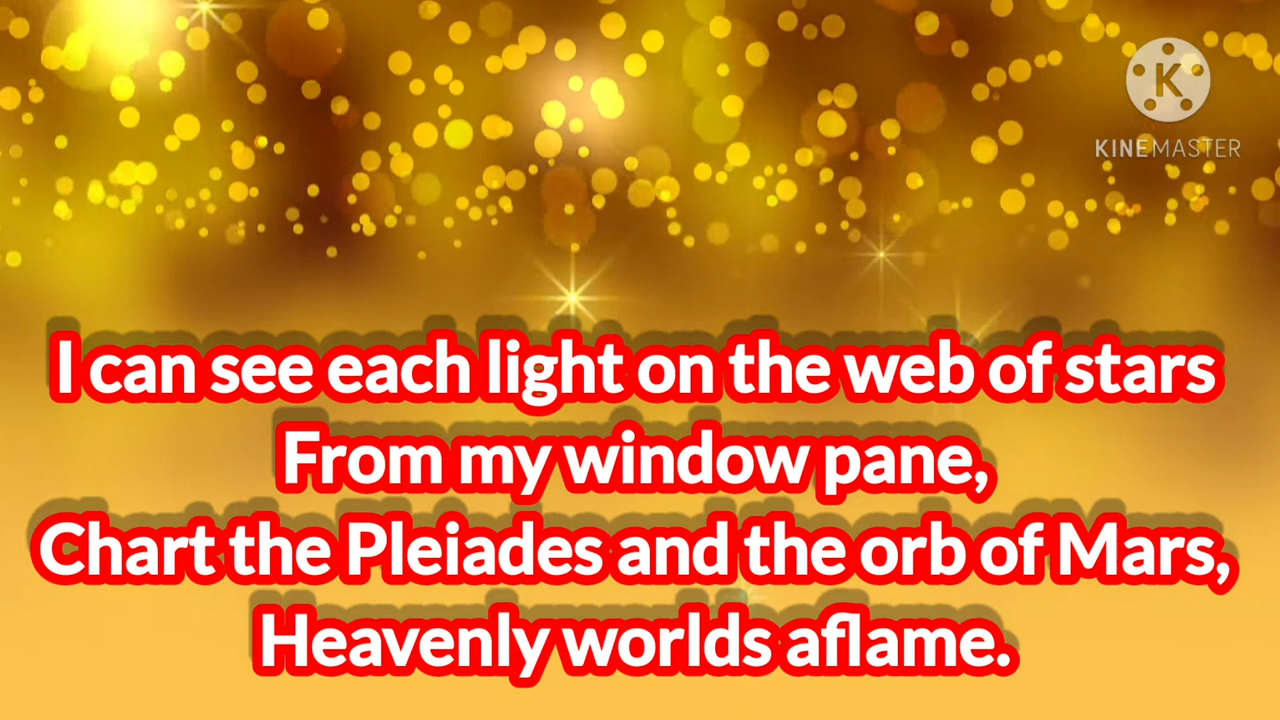 K
KINEMASTER
I can see each light on the web of stars
From my window pane,
Chart the Pleiades and the orb of Mars,
Heavenly worlds aflame.